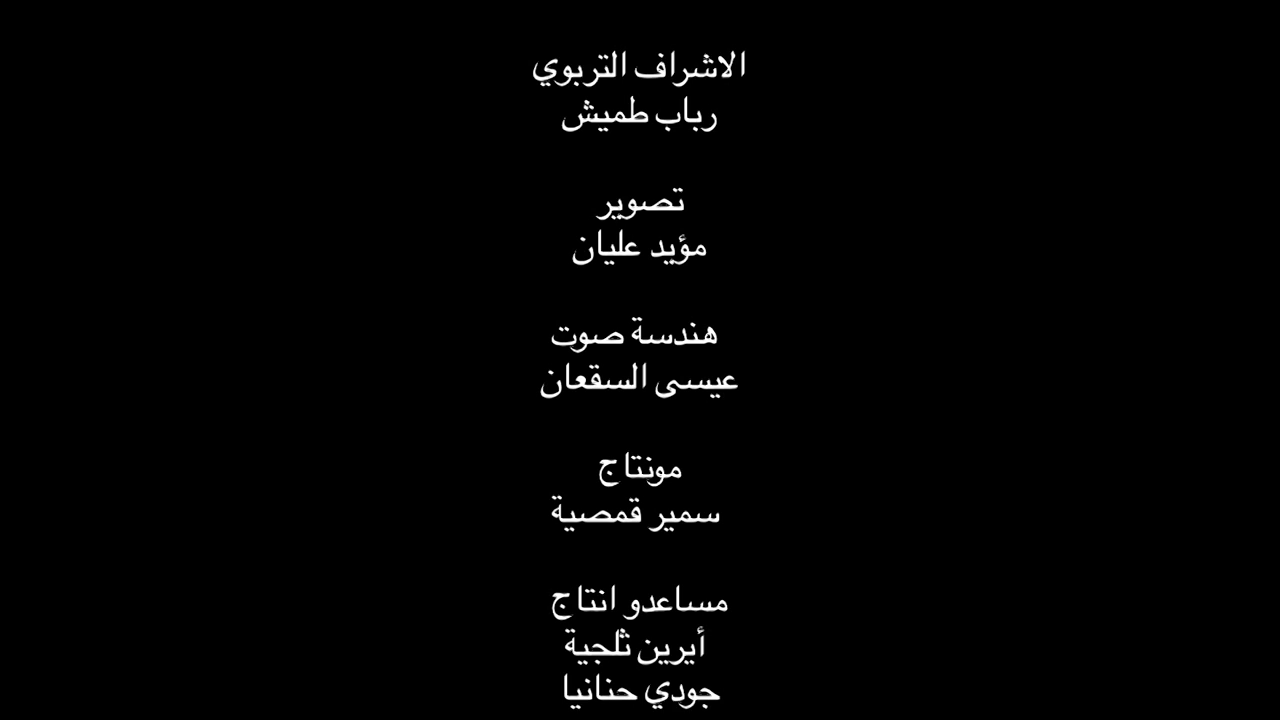 الاشراف التربوي
رباب طميش
تصوير
مؤيد عليان
هندسة صوت
عيسى السقعان
مونتاج
سمير قمصية
مساعدو انتاج
أيرين ثلجية
جودي حنانيا